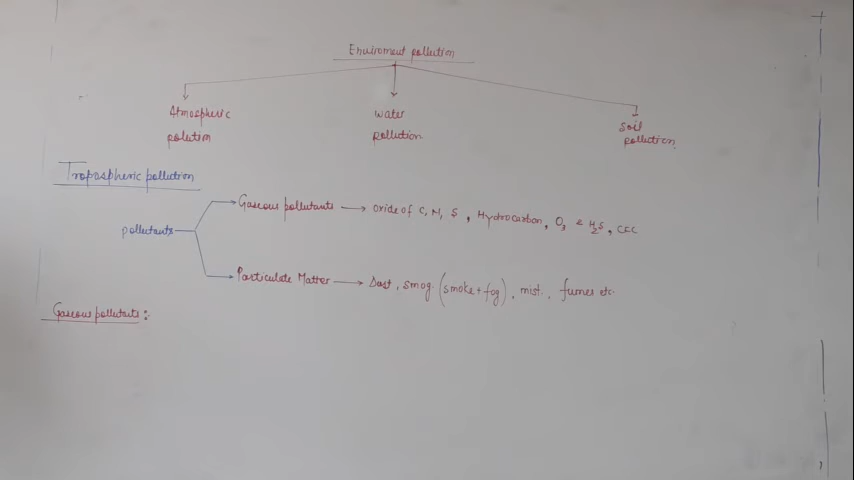 Enviroment pollution
Atmospheric
pollution
water
pollution
soil
pollution
Tropospheric pollution
pollutants
Gaseous pollutants → oxide of C, N, S, Hydrocarbon, O₃ & H₂S, CFC
Particulate Matter → Dust, smog (smoke + fog), mist, fumes etc.
Gaseous pollutants: